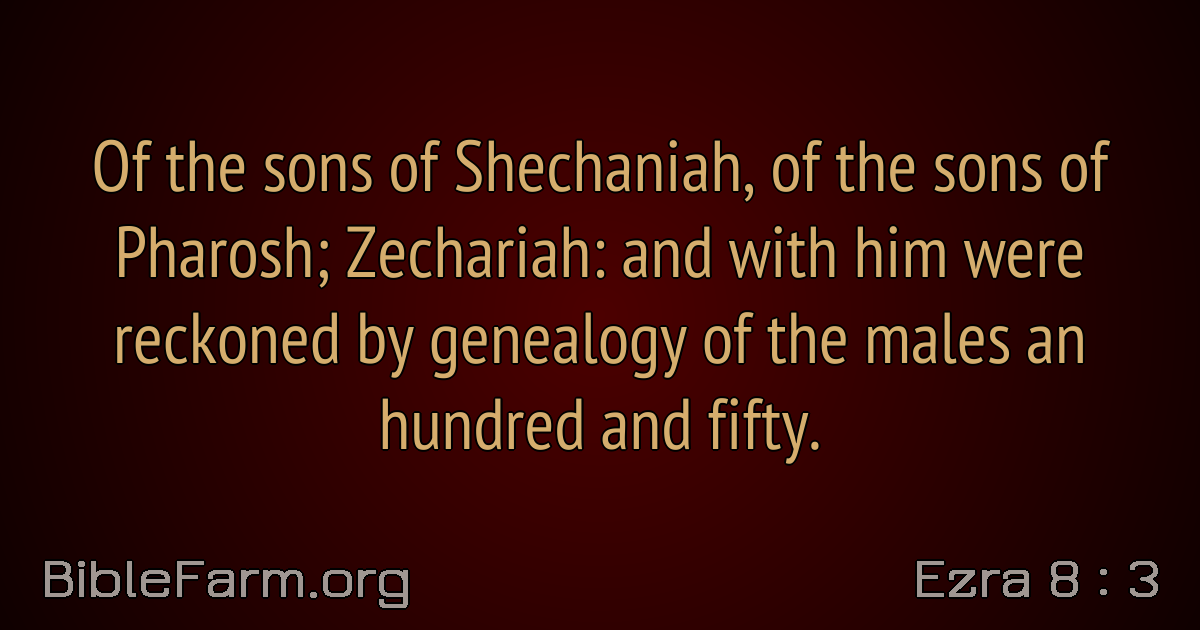 Of the sons of Shechaniah, of the sons of
Pharosh; Zechariah: and with him were
reckoned by genealogy of the males an
hundred and fifty.
BibleFarm.org
Ezra 8 : 3